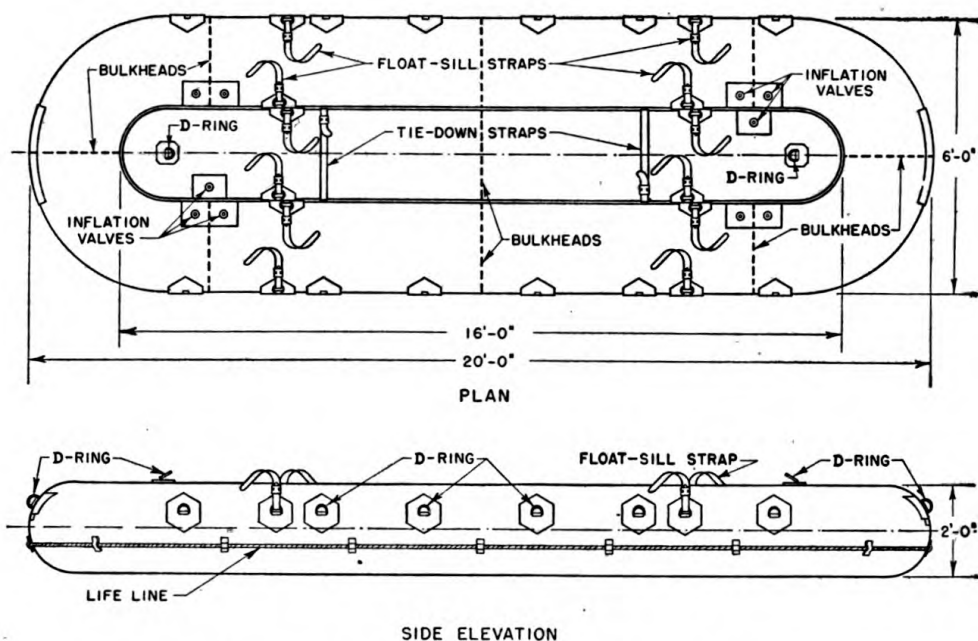 BULKHEADS
FLOAT-SILL STRAPS
INFLATION
VALVES
D-RING
TIE-DOWN STRAPS
D-RING
6'-0"
INFLATION
VALVES
BULKHEADS
BULKHEADS
16'-0"
20'-0"
PLAN
D-RING
D-RING
FLOAT-SILL STRAP
D-RING
2'-0"
LIFE LINE
SIDE ELEVATION